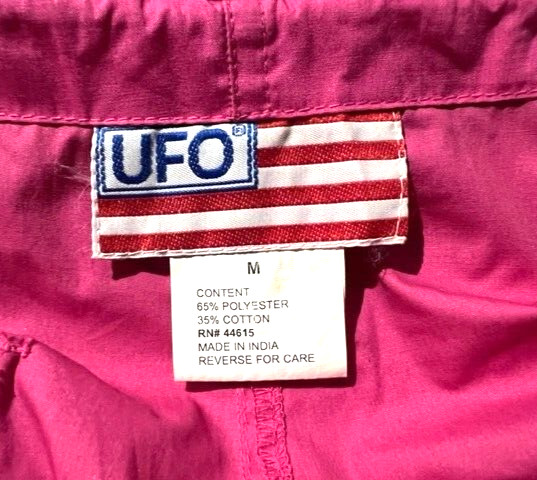 UFO®
M
CONTENT
65% POLYESTER
35% COTTON
RN# 44615
MADE IN INDIA
REVERSE FOR CARE